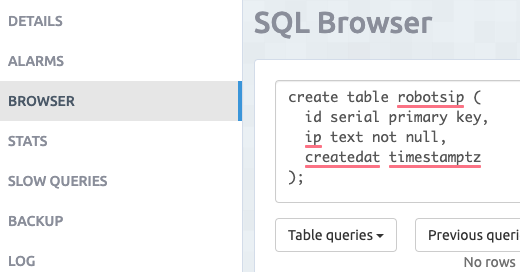 DETAILS
ALARMS
BROWSER
STATS
SLOW QUERIES
BACKUP
LOG
SQL Browser
create table robotsip (
  id serial primary key,
  ip text not null,
  createdat timestamptz
);
Table queries
Previous queri
No rows